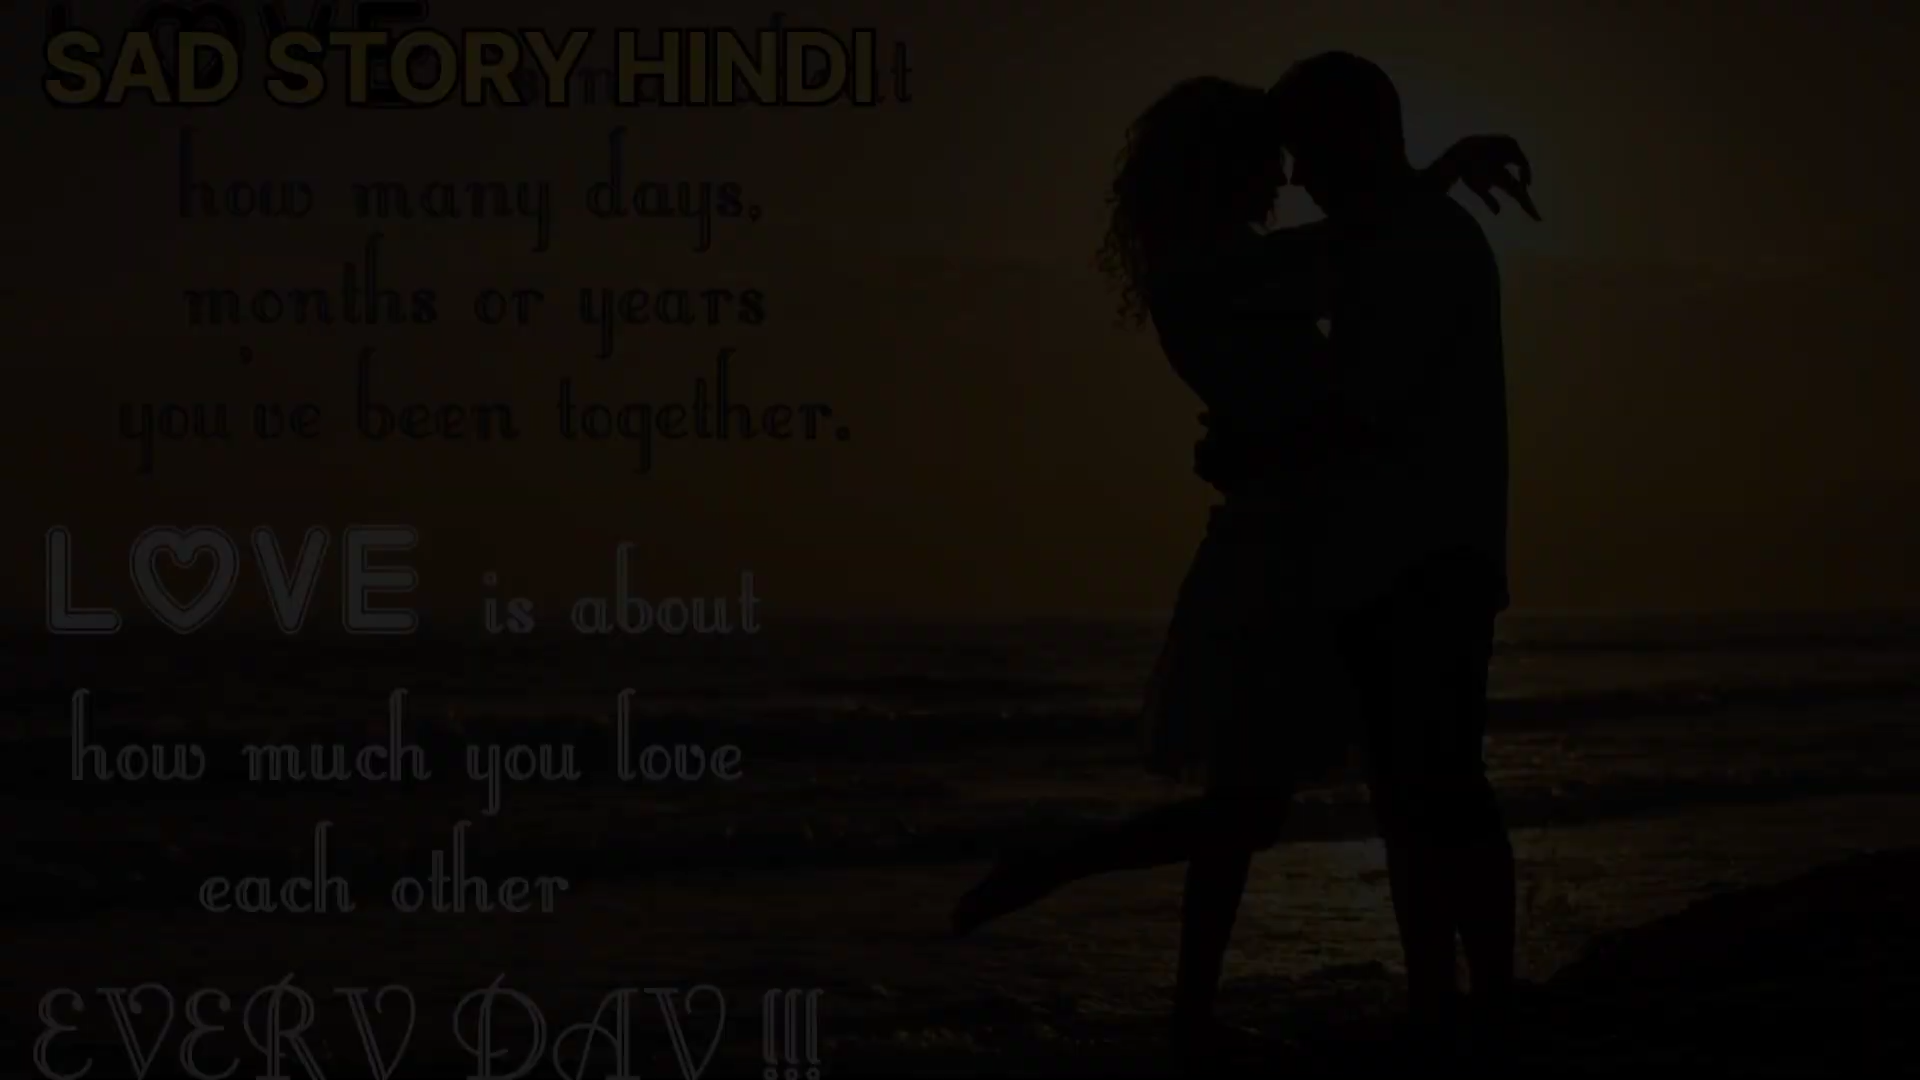 SAD STORY HINDI
LOVE
how many days,
months or years
you've been together.
LOVE is about
how much you love
each other
EVERY DAY !!!